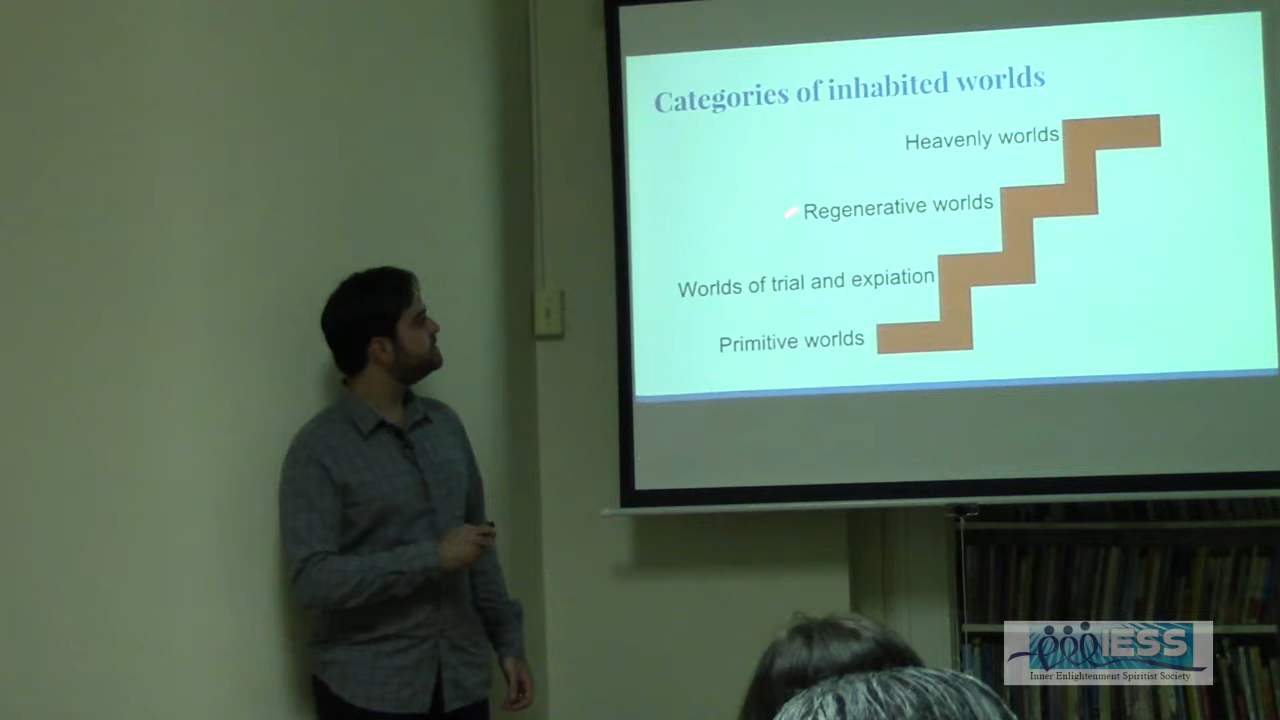 Categories of inhabited worlds
Heavenly worlds
Regenerative worlds
Worlds of trial and expiation
Primitive worlds
IESS
Inner Enlightenment Spiritist Society